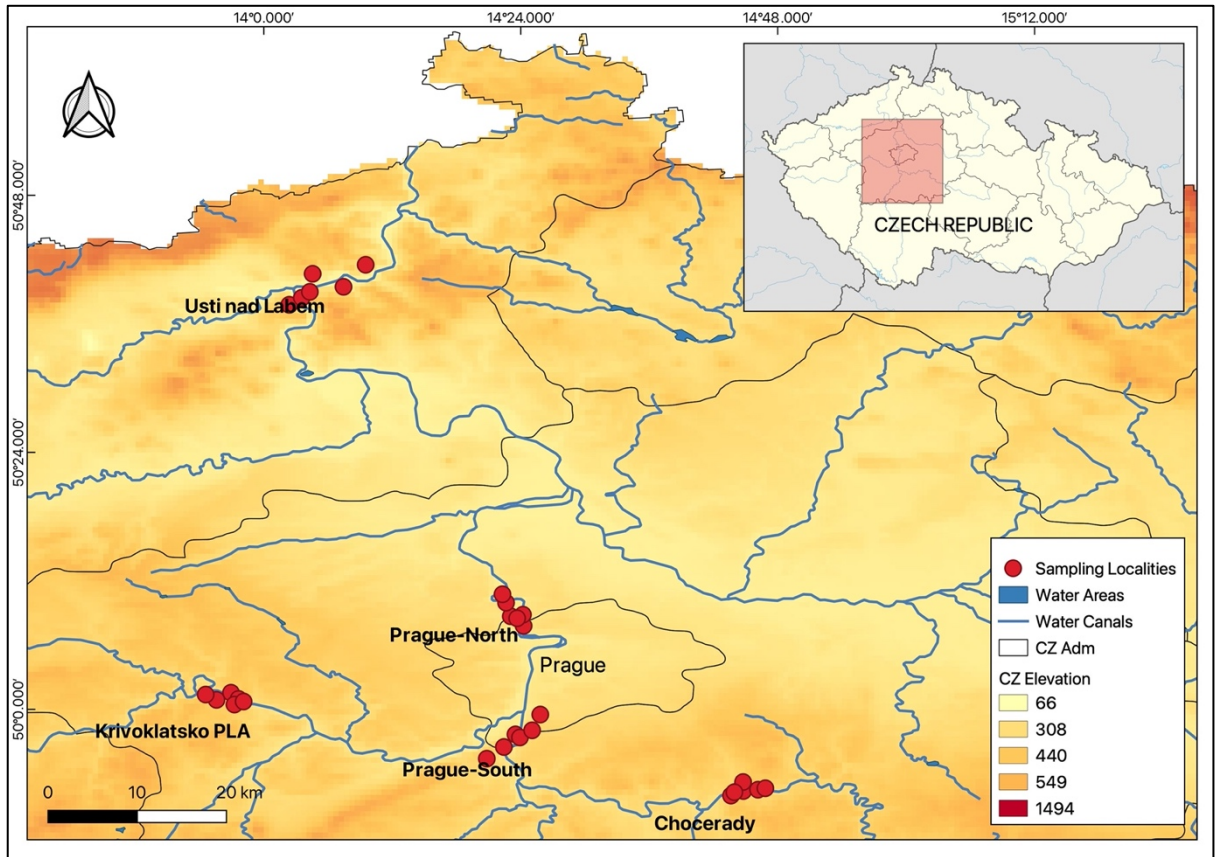 14°0.000' 14°24.000' 14°48.000' 15°12.000'
50°48.000'
50°24.000'
50°0.000'
CZECH REPUBLIC
Usti nad Labem
Prague-North
Prague
Krivoklatsko PLA
Prague-South
Chocerady
0 10 20 km
Sampling Localities
Water Areas
Water Canals
CZ Adm
CZ Elevation
66
308
440
549
1494